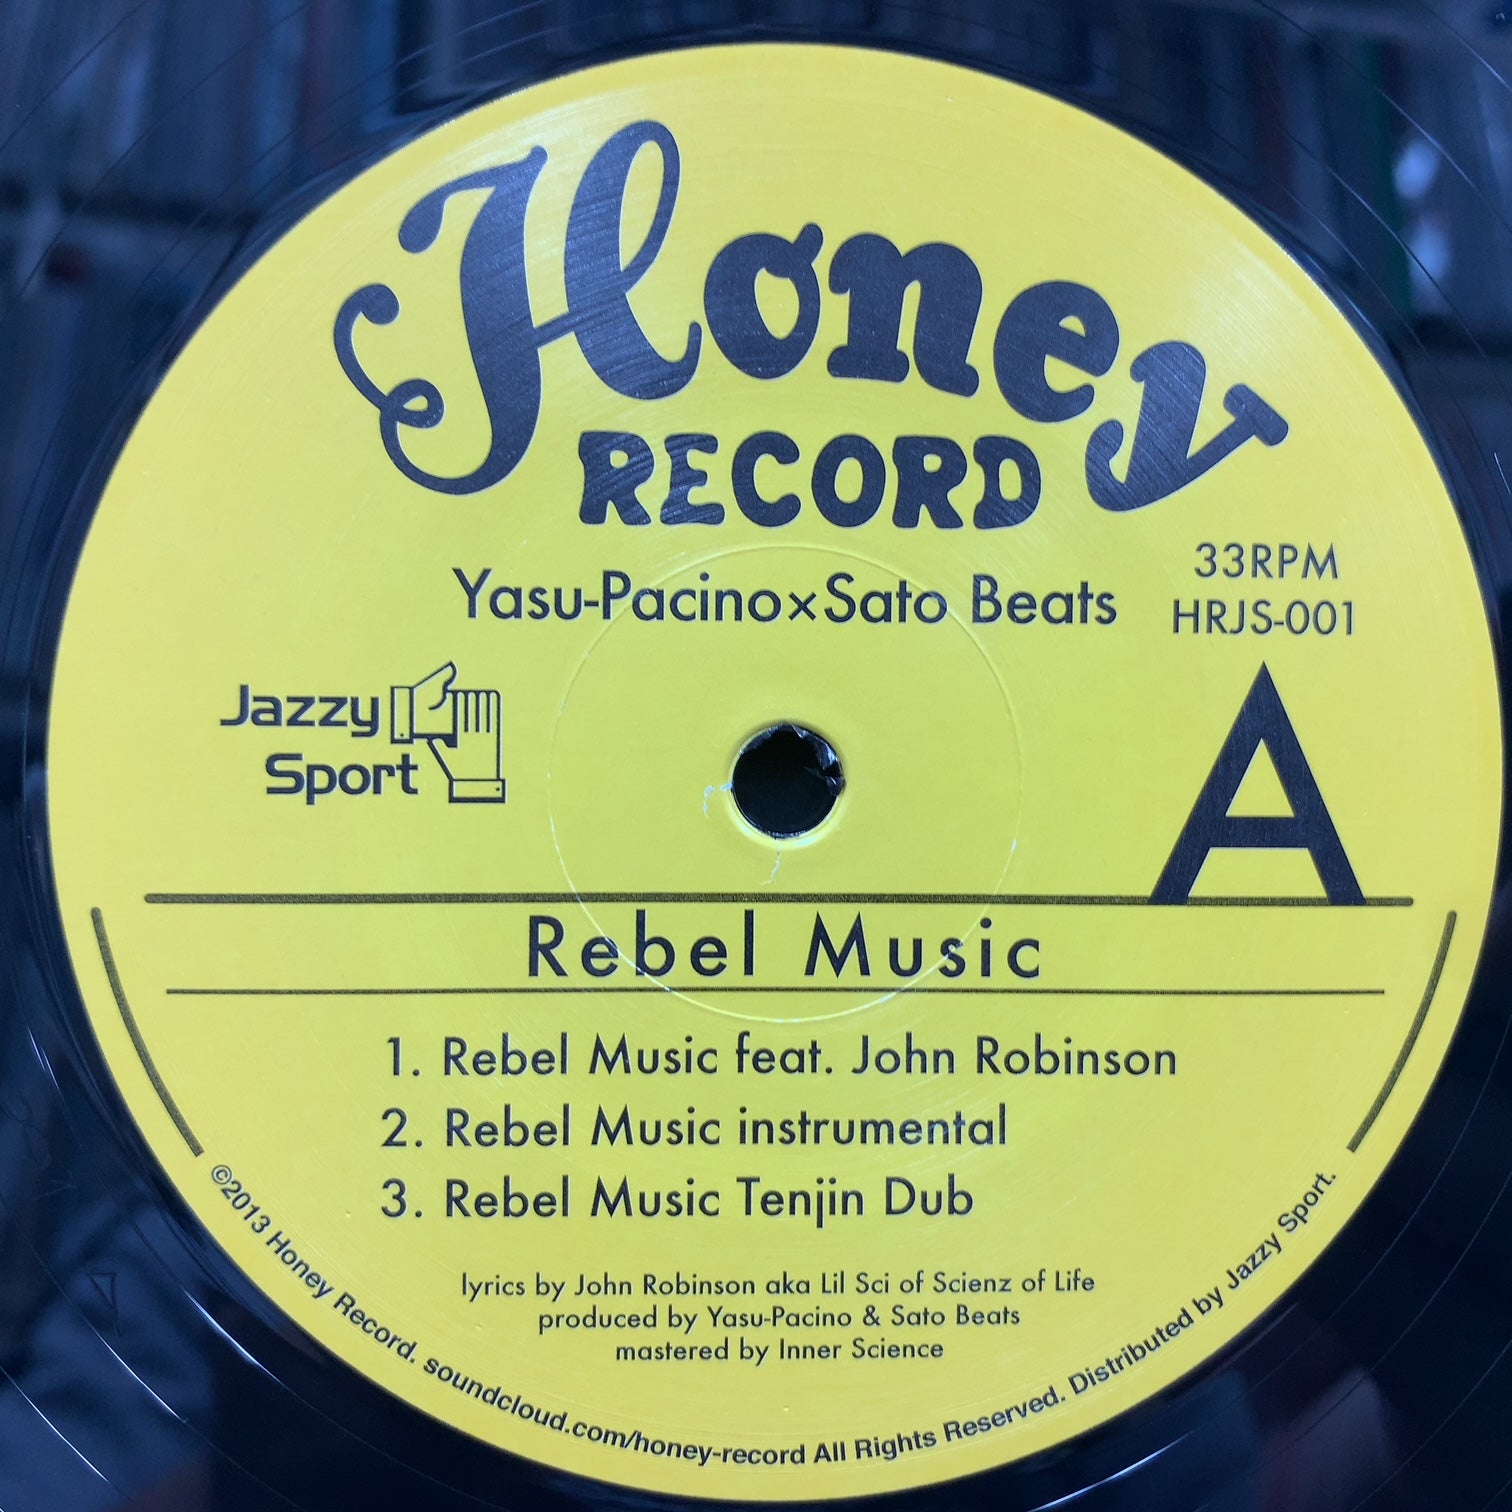 Honey
RECORD
Yasu-Pacino×Sato Beats
33RPM
HRJS-001
Jazzy
Sport
A
Rebel Music
1. Rebel Music feat. John Robinson
2. Rebel Music instrumental
3. Rebel Music Tenjin Dub
lyrics by John Robinson aka Lil Sci of Scienz of Life
produced by Yasu-Pacino & Sato Beats
mastered by Inner Science
©2013 Honey Record. soundcloud.com/honey-record All Rights Reserved. Distributed by Jazzy Sport.